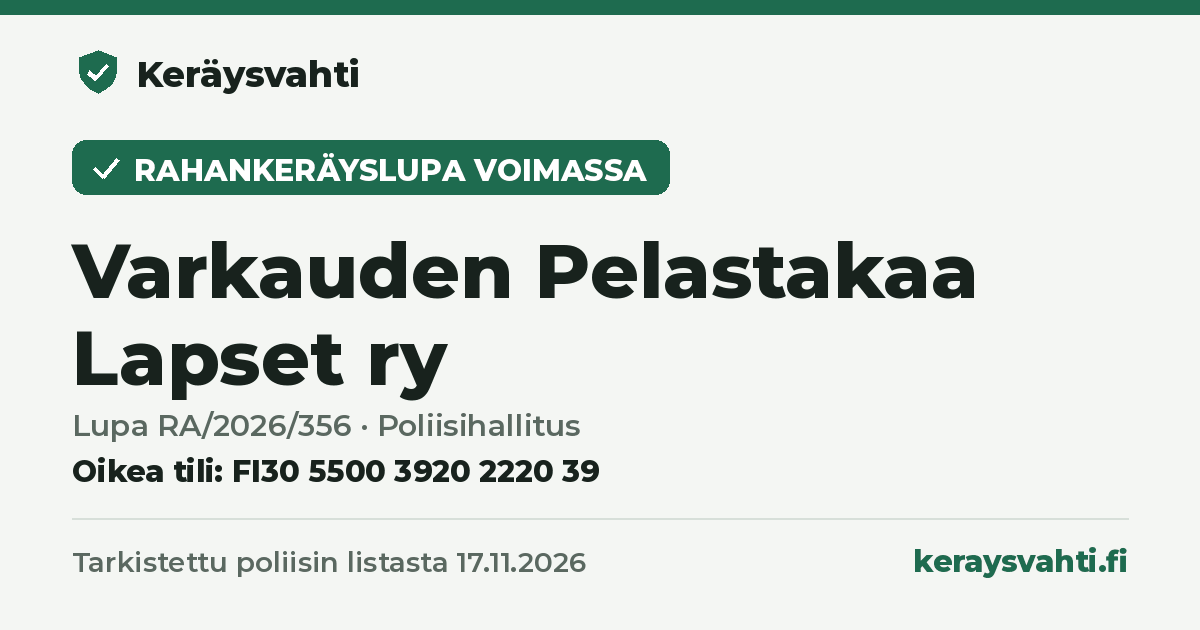 Keräysvahti
RAHANKERÄYSLUPA VOIMASSA
Varkauden Pelastakaa
Lapset ry
Lupa RA/2026/356 · Poliisihallitus
Oikea tili: FI30 5500 3920 2220 39
Tarkistettu poliisin listasta 17.11.2026
keraysvahti.fi